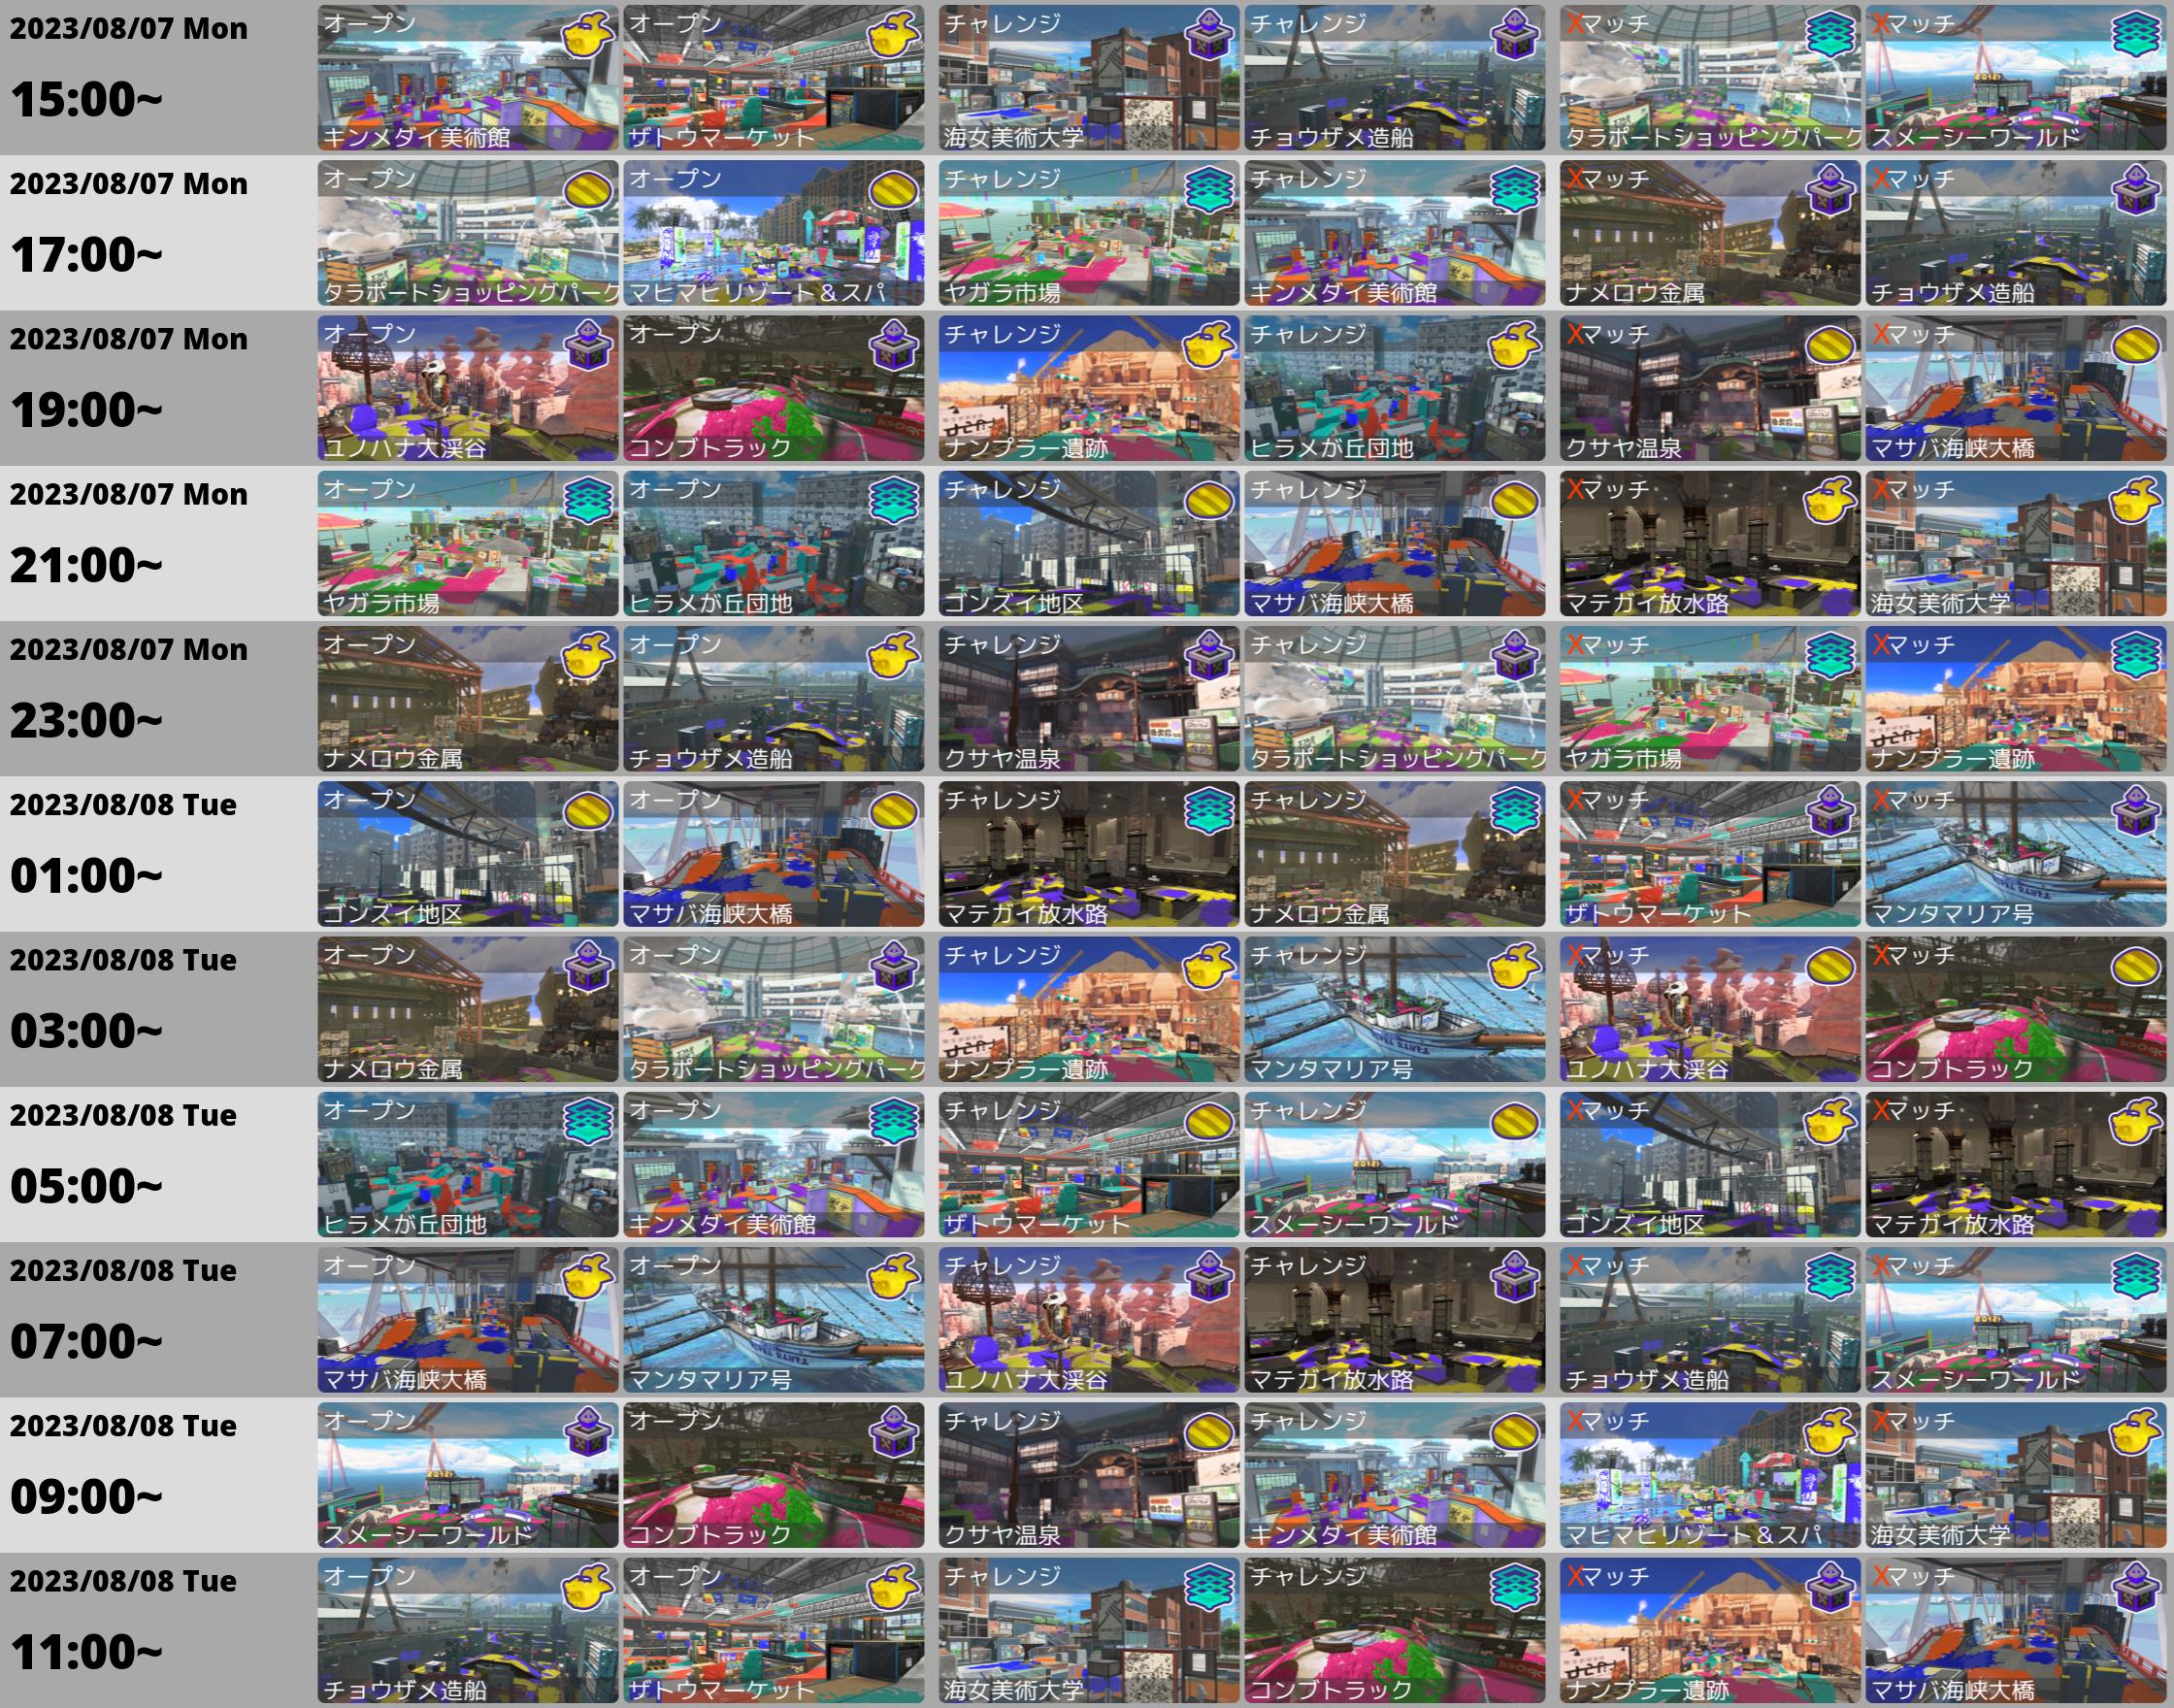 2023/08/07 Mon
15:00~
オープン オープン チャレンジ チャレンジ Xマッチ Xマッチ
キンメダイ美術館 ザトウマーケット 海女美術大学 チョウザメ造船 タラポートショッピングパーク スメーシーワールド
2023/08/07 Mon
17:00~
オープン オープン チャレンジ チャレンジ Xマッチ Xマッチ
タラポートショッピングパーク マヒマヒリゾート&スパ ヤガラ市場 キンメダイ美術館 ナメロウ金属 チョウザメ造船
2023/08/07 Mon
19:00~
オープン オープン チャレンジ チャレンジ Xマッチ Xマッチ
ユノハナ大渓谷 コンブトラック ナンプラー遺跡 ヒラメが丘団地 クサヤ温泉 マサバ海峡大橋
2023/08/07 Mon
21:00~
オープン オープン チャレンジ チャレンジ Xマッチ Xマッチ
ヤガラ市場 ヒラメが丘団地 ゴンズイ地区 マサバ海峡大橋 マテガイ放水路 海女美術大学
2023/08/07 Mon
23:00~
オープン オープン チャレンジ チャレンジ Xマッチ Xマッチ
ナメロウ金属 チョウザメ造船 クサヤ温泉 タラポートショッピングパーク ヤガラ市場 ナンプラー遺跡
2023/08/08 Tue
01:00~
オープン オープン チャレンジ チャレンジ Xマッチ Xマッチ
ゴンズイ地区 マサバ海峡大橋 マテガイ放水路 ナメロウ金属 ザトウマーケット マンタマリア号
2023/08/08 Tue
03:00~
オープン オープン チャレンジ チャレンジ Xマッチ Xマッチ
ナメロウ金属 タラポートショッピングパーク ナンプラー遺跡 マンタマリア号 ユノハナ大渓谷 コンブトラック
2023/08/08 Tue
05:00~
オープン オープン チャレンジ チャレンジ Xマッチ Xマッチ
ヒラメが丘団地 キンメダイ美術館 ザトウマーケット スメーシーワールド ゴンズイ地区 マテガイ放水路
2023/08/08 Tue
07:00~
オープン オープン チャレンジ チャレンジ Xマッチ Xマッチ
マサバ海峡大橋 マンタマリア号 ユノハナ大渓谷 マテガイ放水路 チョウザメ造船 スメーシーワールド
2023/08/08 Tue
09:00~
オープン オープン チャレンジ チャレンジ Xマッチ Xマッチ
スメーシーワールド コンブトラック クサヤ温泉 キンメダイ美術館 マヒマヒリゾート&スパ 海女美術大学
2023/08/08 Tue
11:00~
オープン オープン チャレンジ チャレンジ Xマッチ Xマッチ
チョウザメ造船 ザトウマーケット 海女美術大学 コンブトラック ナンプラー遺跡 マサバ海峡大橋